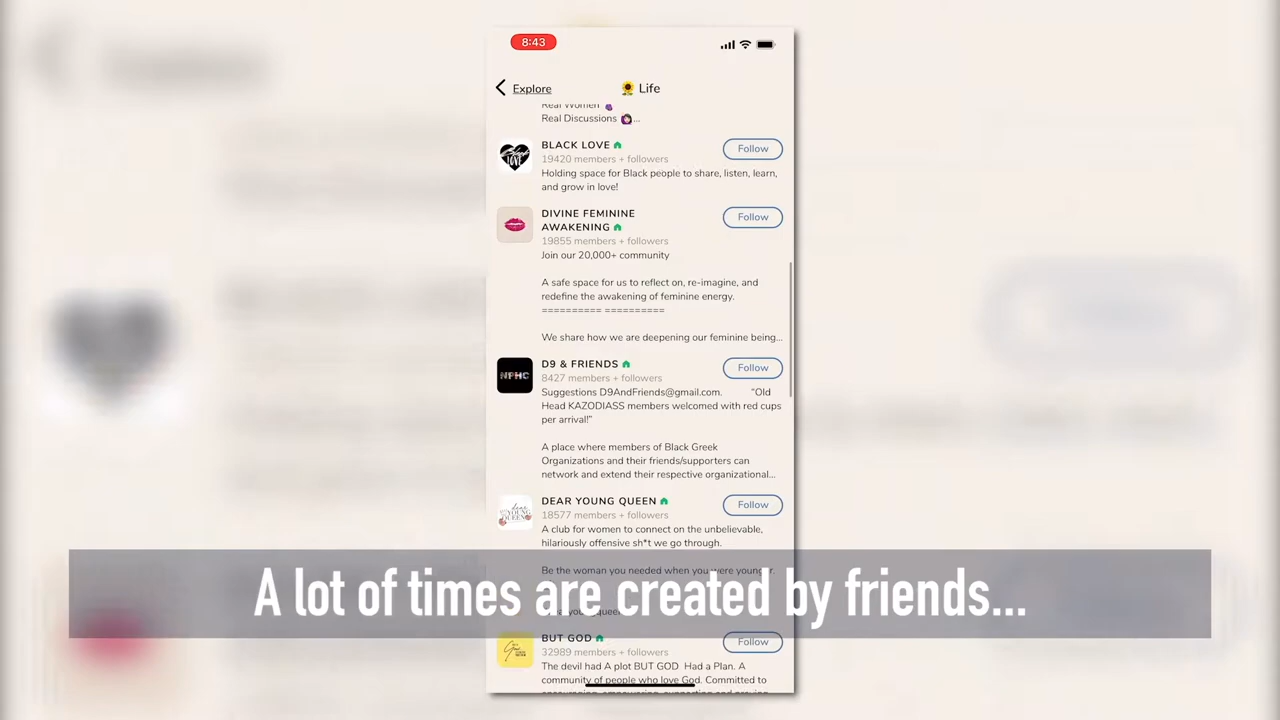 8:43
Explore
Life
Real Women
Real Discussions ...
BLACK LOVE
Follow
19420 members + followers
Holding space for Black people to share, listen, learn,
and grow in love!
DIVINE FEMININE
AWAKENING
Follow
19855 members + followers
Join our 20,000+ community
A safe space for us to reflect on, re-imagine, and
redefine the awakening of feminine energy.
========== ==========
We share how we are deepening our feminine being...
NPHC
D9 & FRIENDS
Follow
8427 members + followers
Suggestions D9AndFriends@gmail.com. “Old
Head KAZODIASS members welcomed with red cups
per arrival!”
A place where members of Black Greek
Organizations and their friends/supporters can
network and extend their respective organizational...
DEAR YOUNG QUEEN
Follow
18577 members + followers
A club for women to connect on the unbelievable,
hilariously offensive sh*t we go through.
Be the woman you needed when you were younger.
A lot of times are created by friends...
BUT GOD
Follow
32989 members + followers
The devil had A plot BUT GOD Had a Plan. A
community of people who love God. Committed to